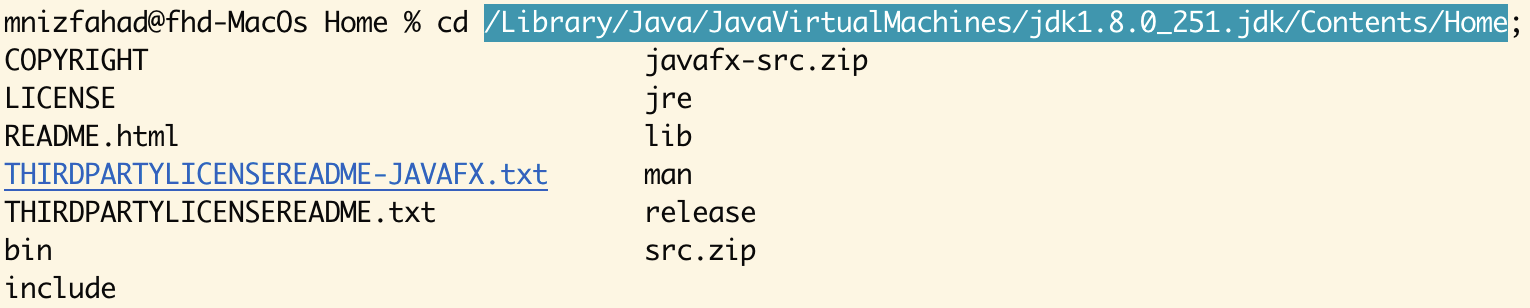 mnizfahad@fhd-MacOs Home % cd /Library/Java/JavaVirtualMachines/jdk1.8.0_251.jdk/Contents/Home;
COPYRIGHT javafx-src.zip
LICENSE jre
README.html lib
THIRDPARTYLICENSEREADME-JAVAFX.txt man
THIRDPARTYLICENSEREADME.txt release
bin src.zip
include